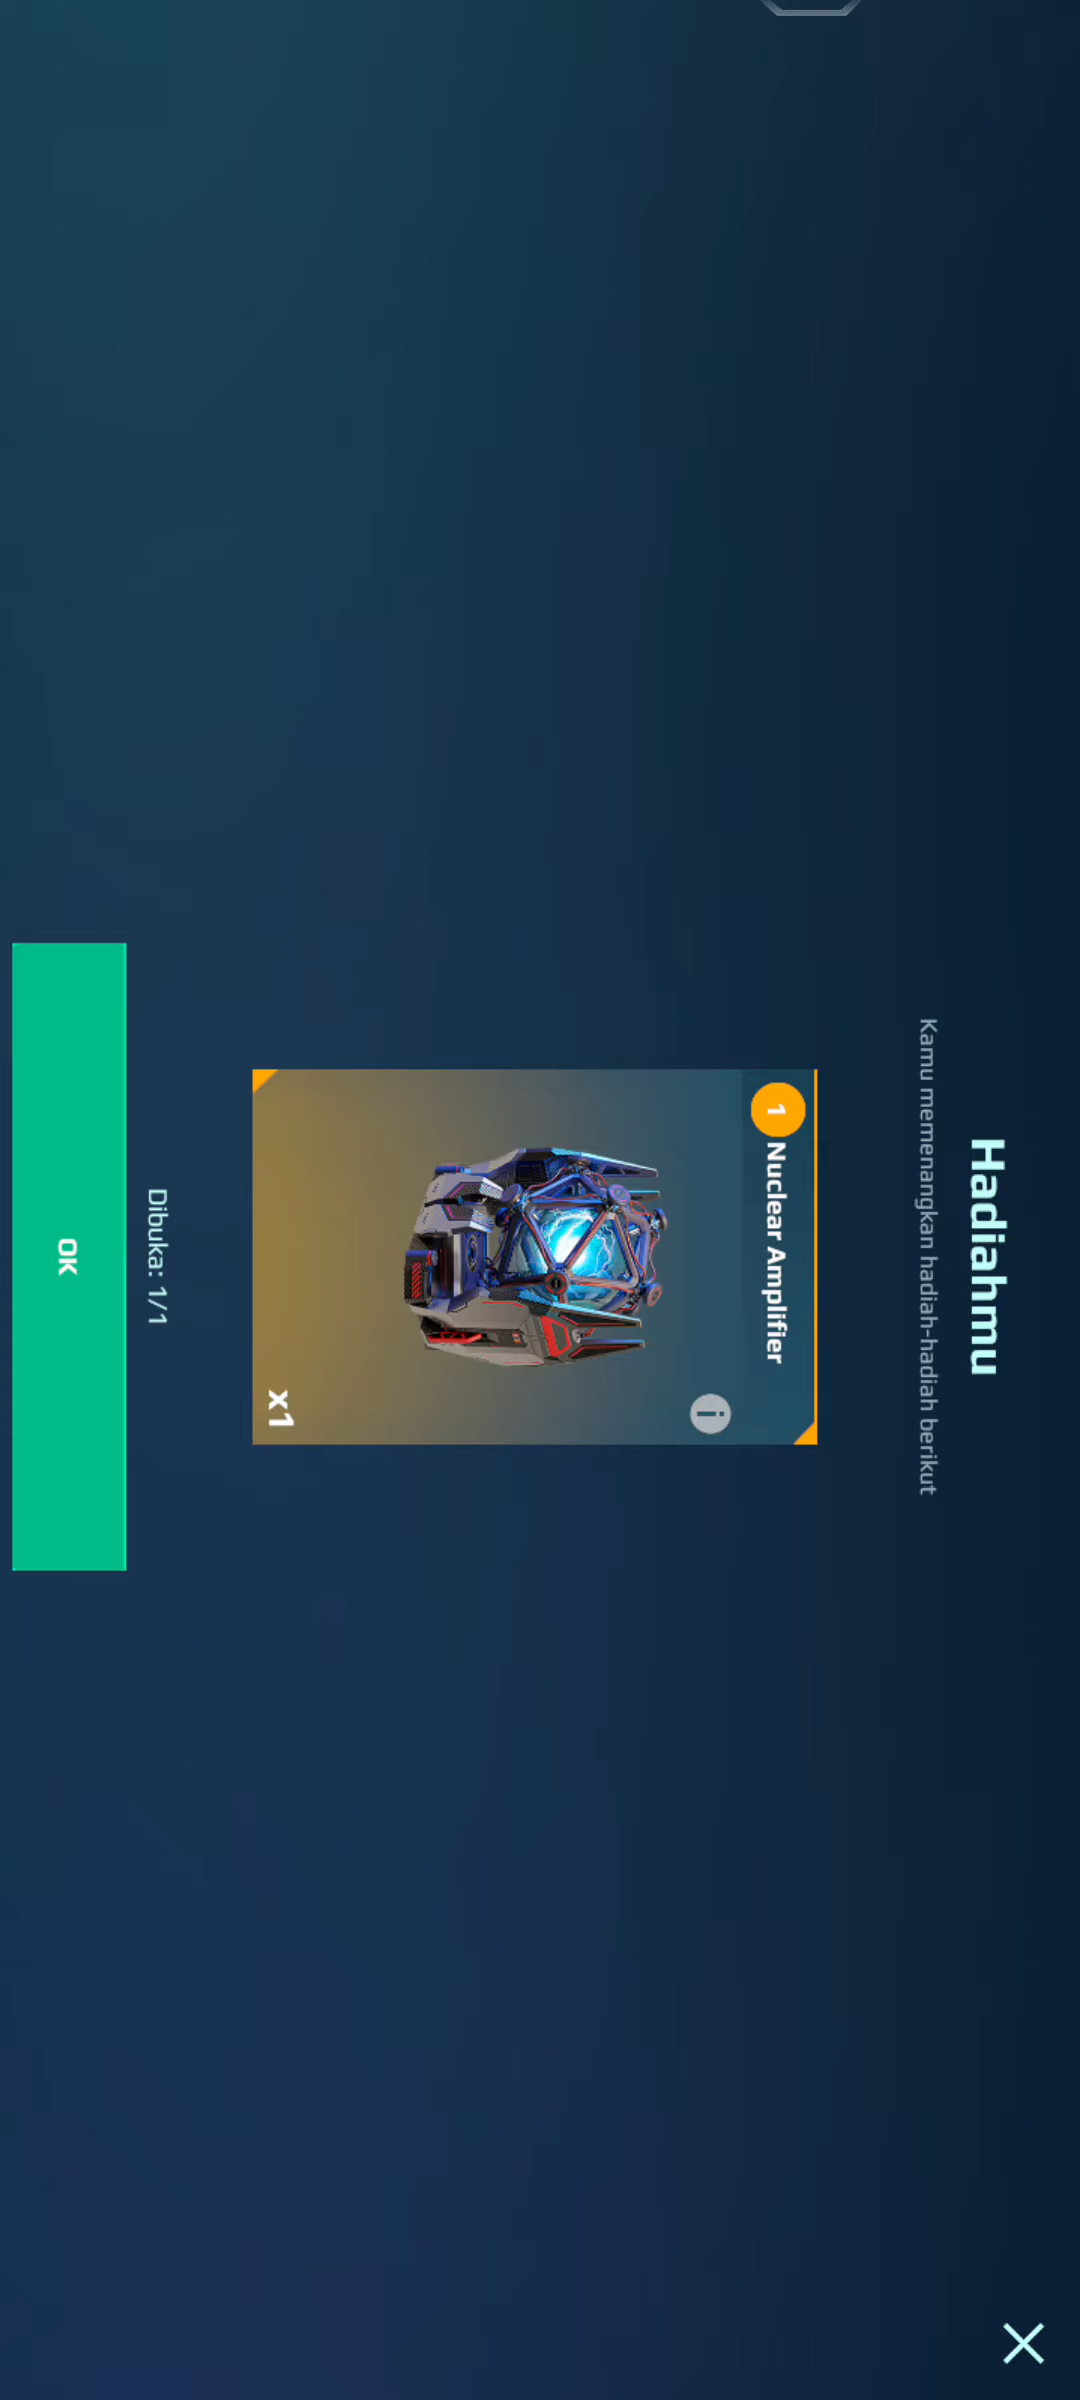 Hadiahmu
Kamu memenangkan hadiah-hadiah berikut
1 Nuclear Amplifier
x1
Dibuka: 1/1
OK